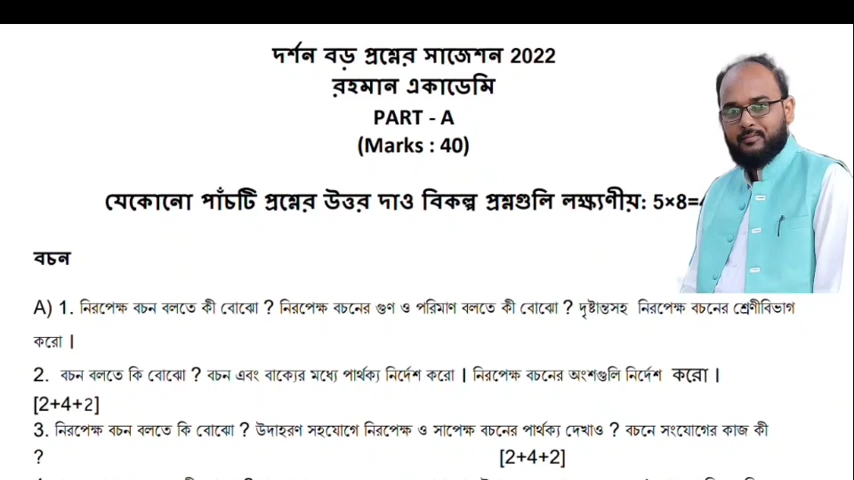 দর্শন বড় প্রশ্নের সাজেশন 2022
রহমান একাডেমি
PART - A
(Marks : 40)
যেকোনো পাঁচটি প্রশ্নের উত্তর দাও বিকল্প প্রশ্নগুলি লক্ষ্যণীয়: 5×8=
বচন
A) 1. নিরপেক্ষ বচন বলতে কী বোঝো ? নিরপেক্ষ বচনের গুণ ও পরিমাণ বলতে কী বোঝো ? দৃষ্টান্তসহ নিরপেক্ষ বচনের শ্রেণীবিভাগ
করো |
2. বচন বলতে কি বোঝো ? বচন এবং বাক্যের মধ্যে পার্থক্য নির্দেশ করো | নিরপেক্ষ বচনের অংশগুলি নির্দেশ করো |
[2+4+2]
3. নিরপেক্ষ বচন বলতে কি বোঝো ? উদাহরণ সহযোগে নিরপেক্ষ ও সাপেক্ষ বচনের পার্থক্য দেখাও ? বচনে সংযোগের কাজ কী
? [2+4+2]